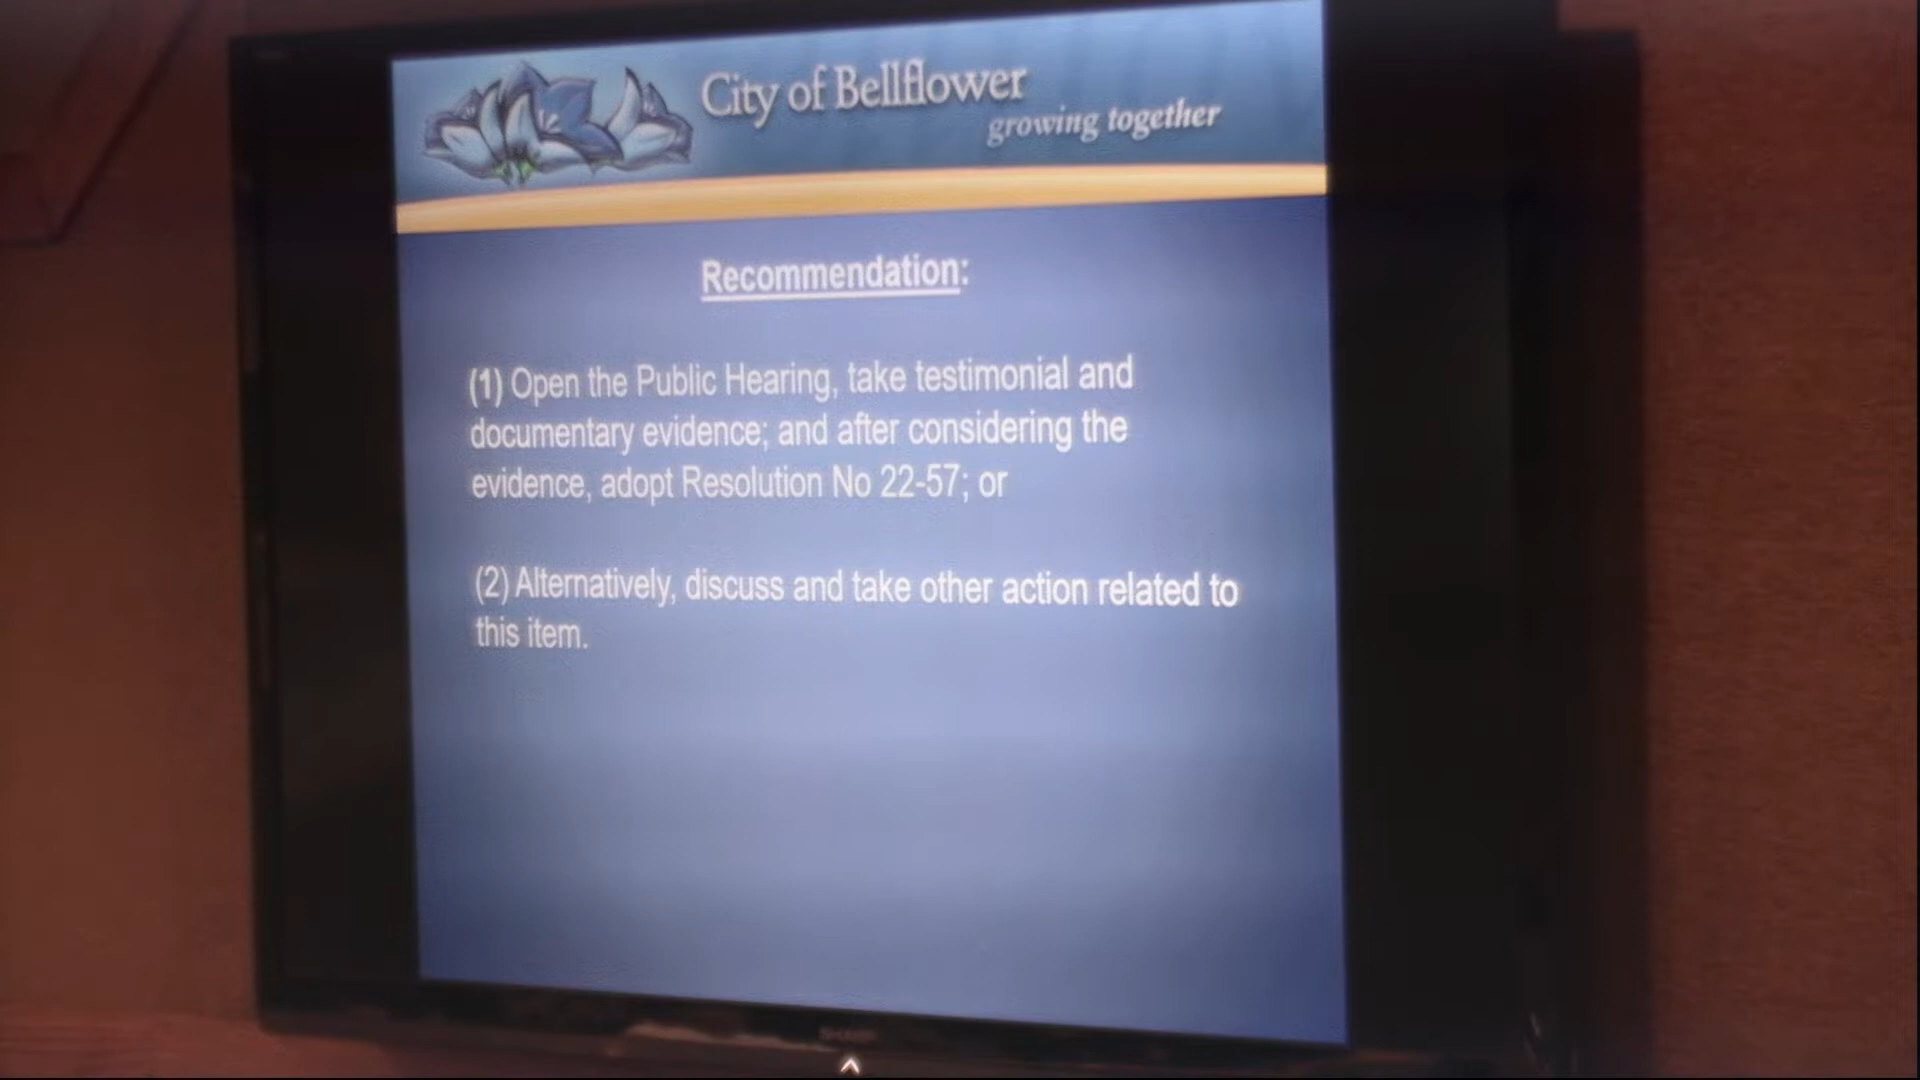 City of Bellflower
growing together
Recommendation:
(1) Open the Public Hearing, take testimonial and
documentary evidence; and after considering the
evidence, adopt Resolution No 22-57; or
(2) Alternatively, discuss and take other action related to
this item.